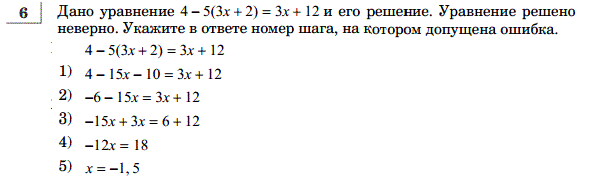 6 Дано уравнение 4 – 5(3x + 2) = 3x + 12 и его решение. Уравнение решено
неверно. Укажите в ответе номер шага, на котором допущена ошибка.
4 – 5(3x + 2) = 3x + 12
1) 4 – 15x – 10 = 3x + 12
2) –6 – 15x = 3x + 12
3) –15x + 3x = 6 + 12
4) –12x = 18
5) x = –1, 5